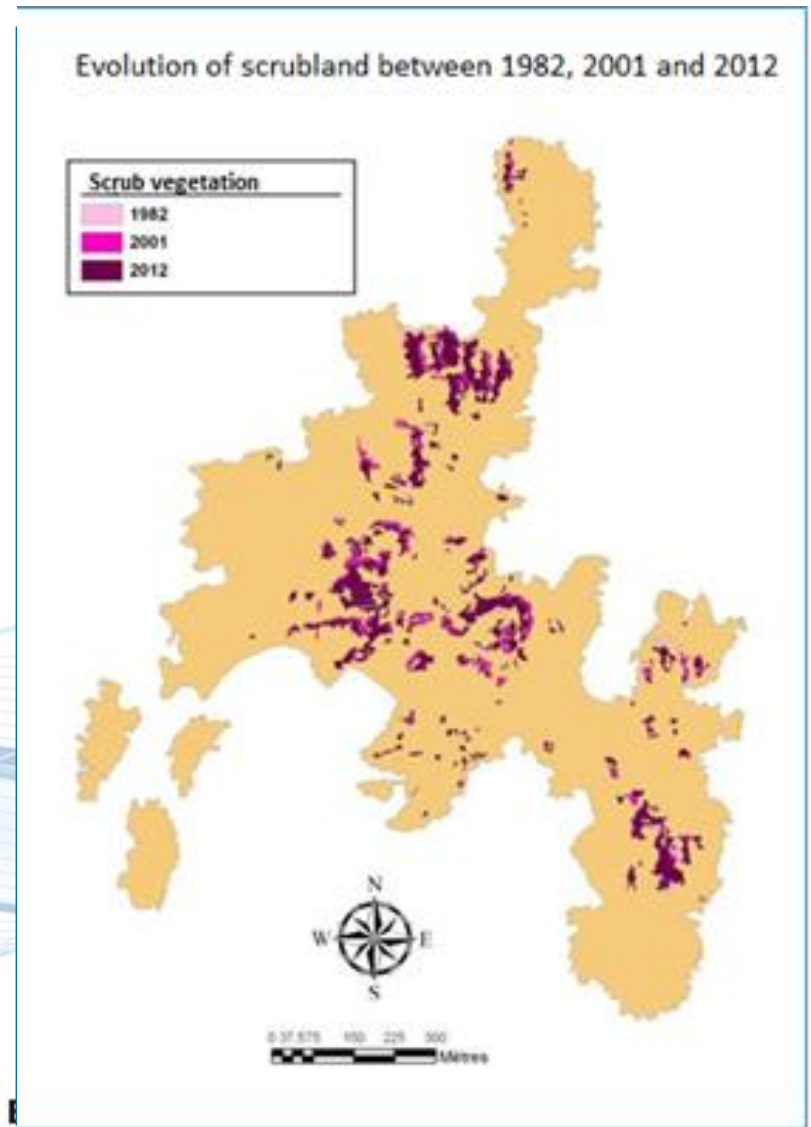 Evolution of scrubland between 1982, 2001 and 2012
Scrub vegetation
1982
2001
2012
N
W E
S
0 37,575 150 225 300
Mètres